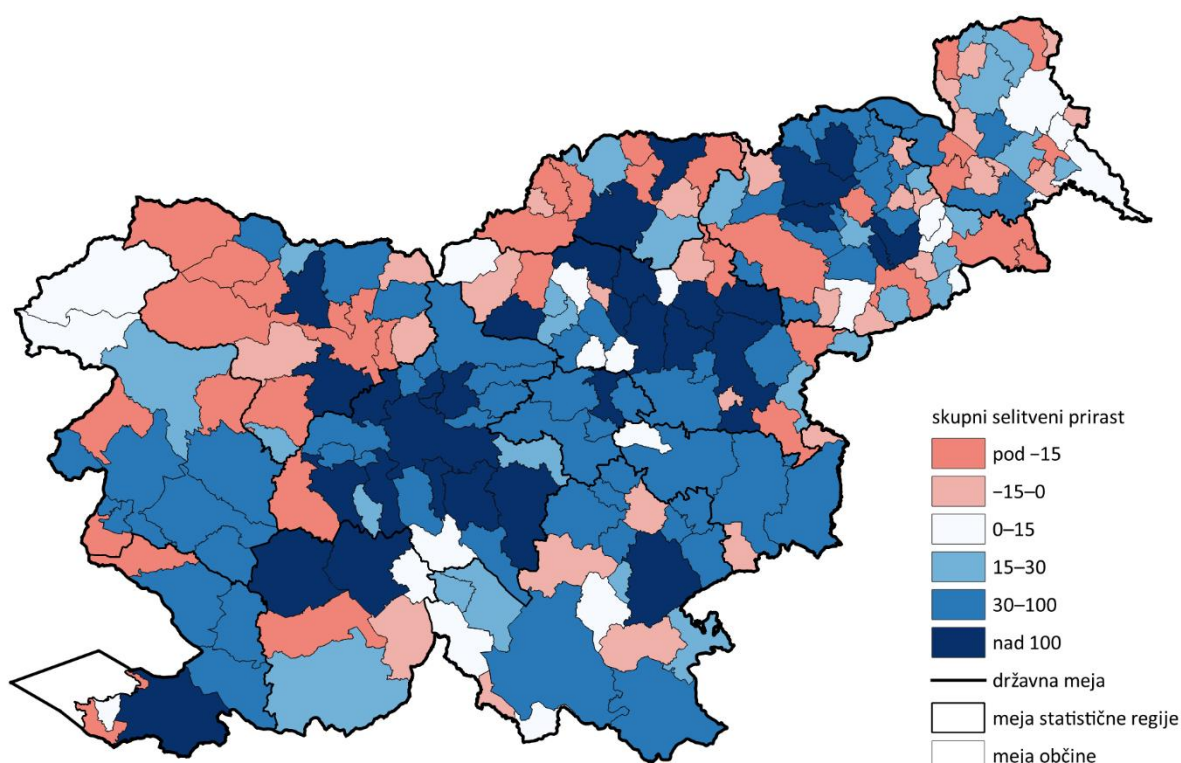 skupni selitveni prirast
pod −15
−15–0
0–15
15–30
30–100
nad 100
državna meja
meja statistične regije
meja občine